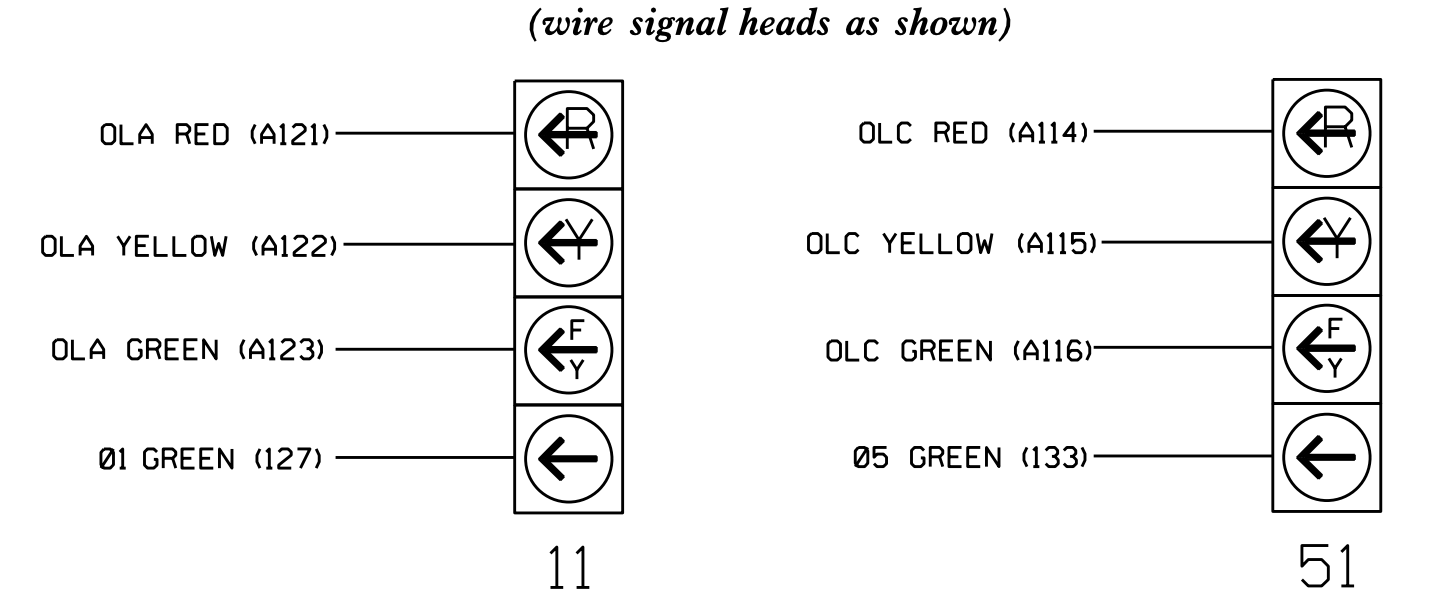 (wire signal heads as shown)
OLA RED (A121)
R
OLA YELLOW (A122)
Y
OLA GREEN (A123)
F
Y
Ø1 GREEN (127)
11
OLC RED (A114)
R
OLC YELLOW (A115)
Y
OLC GREEN (A116)
F
Y
Ø5 GREEN (133)
51